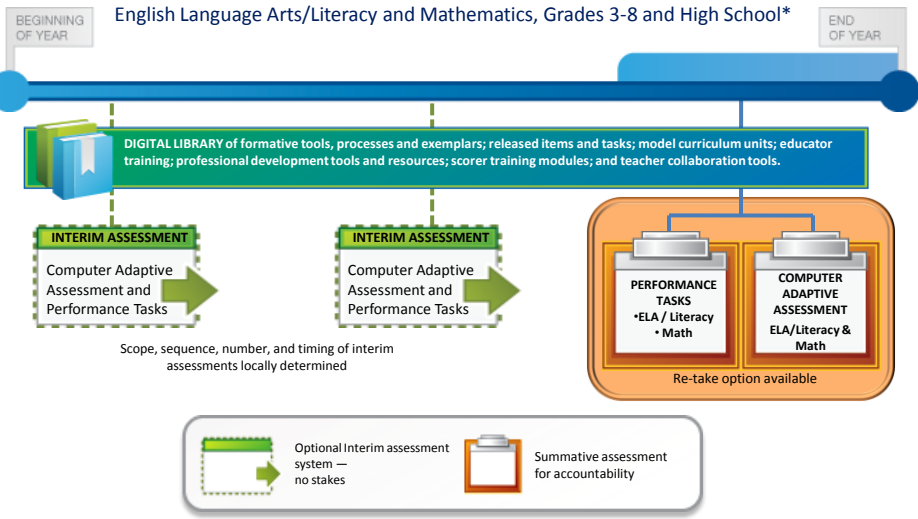 English Language Arts/Literacy and Mathematics, Grades 3-8 and High School*
BEGINNING
OF YEAR
END
OF YEAR
DIGITAL LIBRARY of formative tools, processes and exemplars; released items and tasks; model curriculum units; educator
training; professional development tools and resources; scorer training modules; and teacher collaboration tools.
INTERIM ASSESSMENT
Computer Adaptive
Assessment and
Performance Tasks
INTERIM ASSESSMENT
Computer Adaptive
Assessment and
Performance Tasks
PERFORMANCE
TASKS
•ELA / Literacy
• Math
COMPUTER
ADAPTIVE
ASSESSMENT
ELA/Literacy &
Math
Re-take option available
Scope, sequence, number, and timing of interim
assessments locally determined
Optional Interim assessment
system —
no stakes
Summative assessment
for accountability